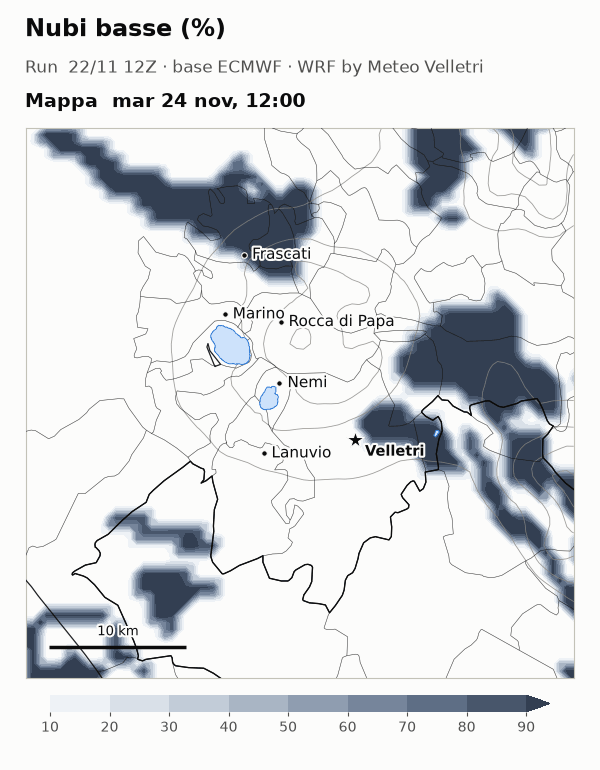 Nubi basse (%)
Run  22/11 12Z · base ECMWF · WRF by Meteo Velletri
Mappa  mar 24 nov, 12:00
Frascati
Marino
Rocca di Papa
Nemi
Velletri
Lanuvio
10 km
10 20 30 40 50 60 70 80 90